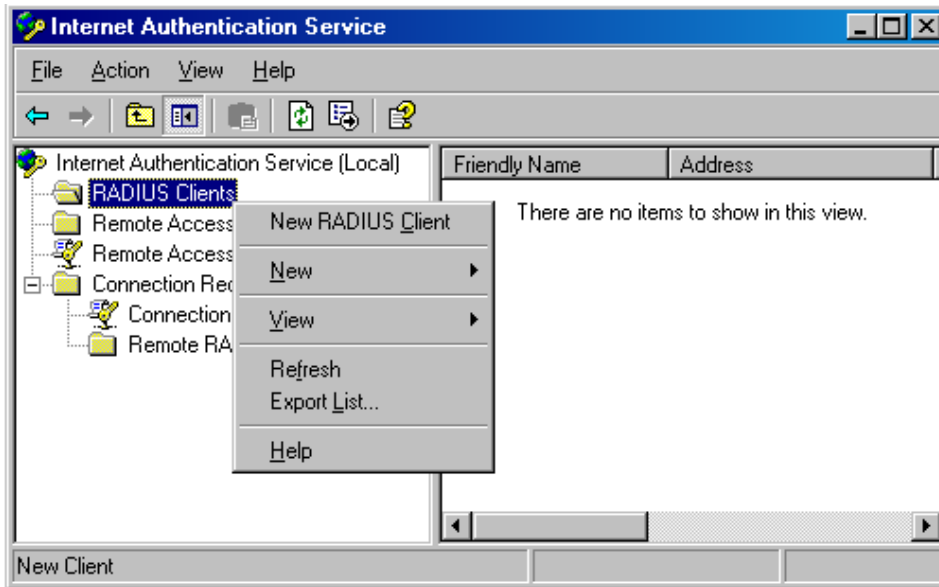 Internet Authentication Service
File Action View Help
Internet Authentication Service (Local)
RADIUS Clients
Remote Access
Remote Access
Connection Rec
Connection
Remote RA
New RADIUS Client
New
View
Refresh
Export List...
Help
Friendly Name Address
There are no items to show in this view.
New Client